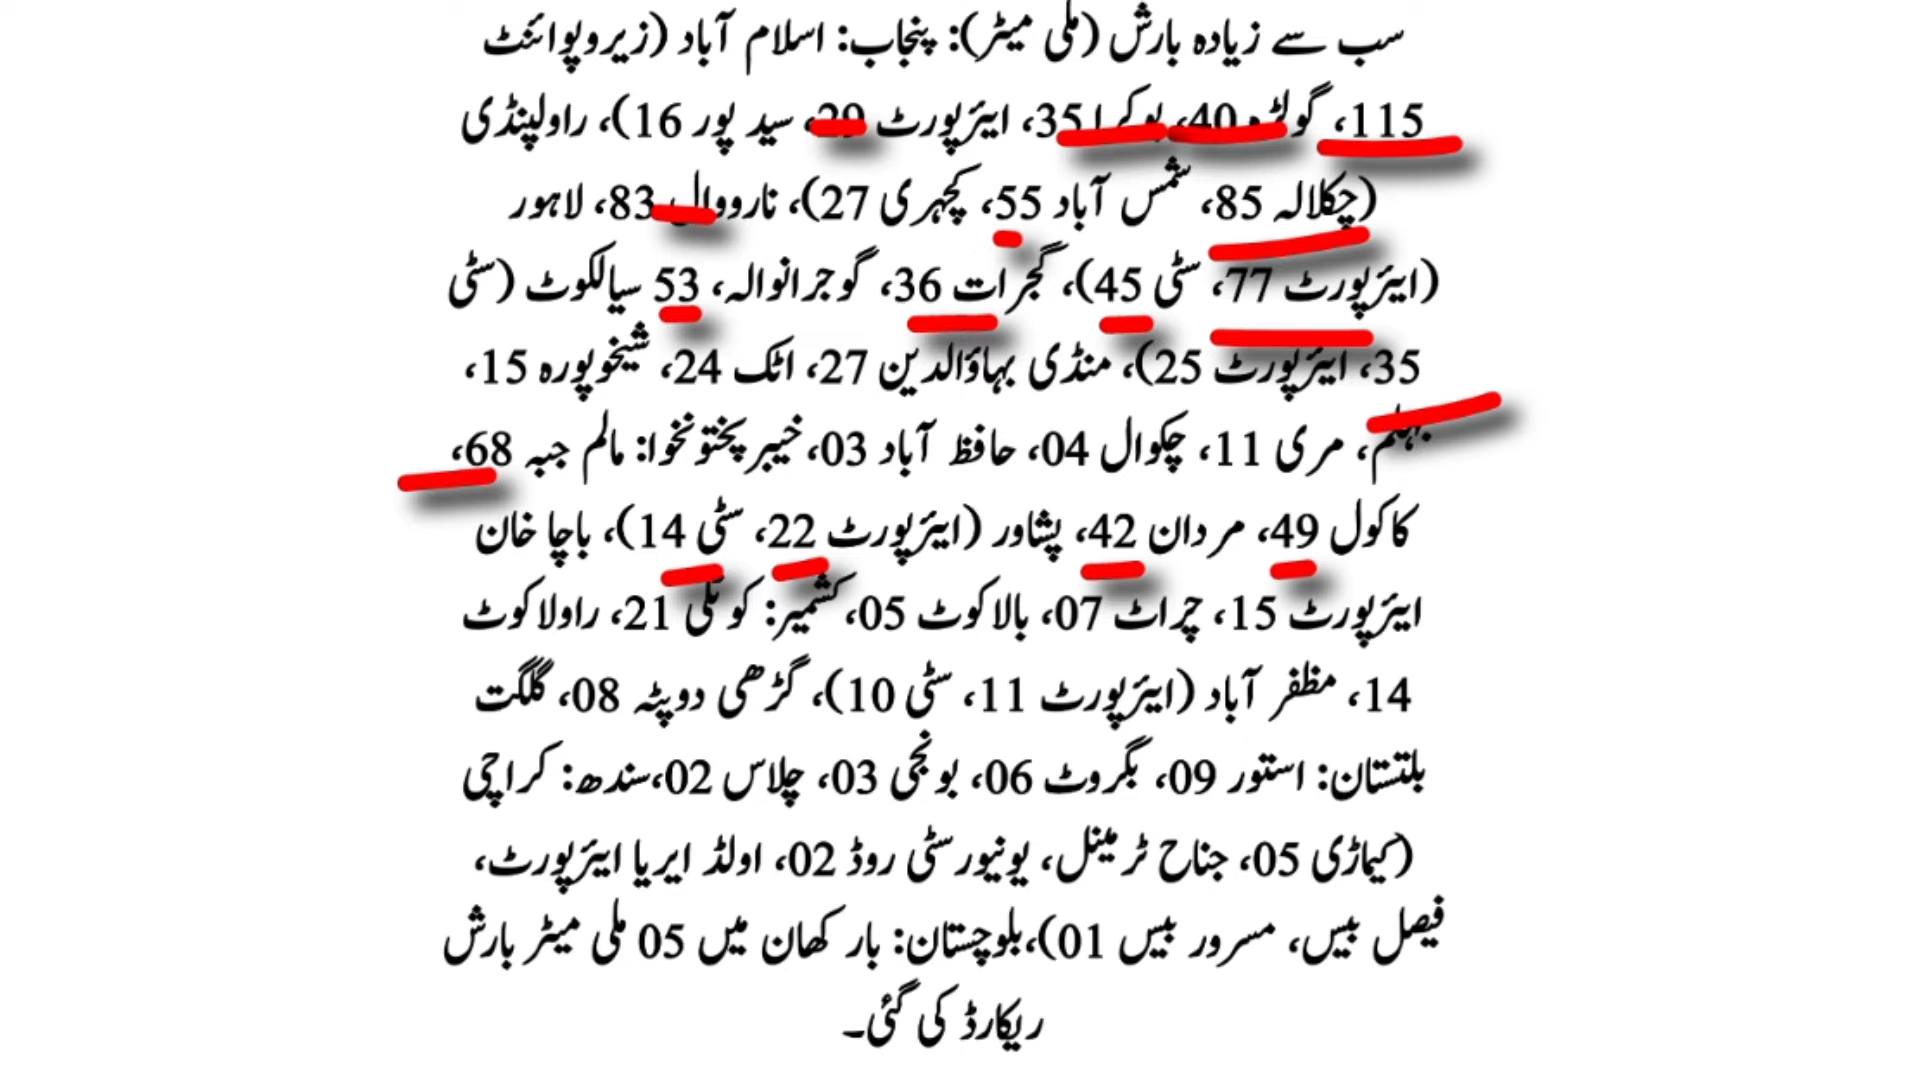 سب سے زیادہ بارش (ملی میٹر): پنجاب: اسلام آباد (زیرو پوائنٹ
115، گولڑہ 40، بوکرا 35، ایئرپورٹ 29، سید پور 16)، راولپنڈی
(چکلالہ 85، شمس آباد 55، کچہری 27)، نارووال 83، لاہور
(ایئرپورٹ 77، سٹی 45)، گجرات 36، گوجرانوالہ، 53 سیالکوٹ (سٹی
35، ایئرپورٹ 25)، منڈی بہاؤالدین 27، اٹک 24، شیخوپورہ 15،
جہلم، مری 11، چکوال 04، حافظ آباد 03،خیبر پختونخوا: مالم جبہ 68،
کاکول 49، مردان 42، پشاور (ایئرپورٹ 22، سٹی 14)، باچا خان
ایئرپورٹ 15، چراٹ 07، بالاکوٹ 05،کشمیر: کوٹلی 21، راولاکوٹ
14، مظفر آباد (ایئرپورٹ 11، سٹی 10)، گڑھی دوپٹہ 08، گلگت
بلتستان: استور 09، بگروٹ 06، بونجی 03، چلاس 02،سندھ: کراچی
(کیماڑی 05، جناح ٹرمینل، یونیورسٹی روڈ 02، اولڈ ایریا ایئرپورٹ،
فیصل بیس، مسرور بیس 01)،بلوچستان: بارکھان میں 05 ملی میٹر بارش
ریکارڈ کی گئی۔